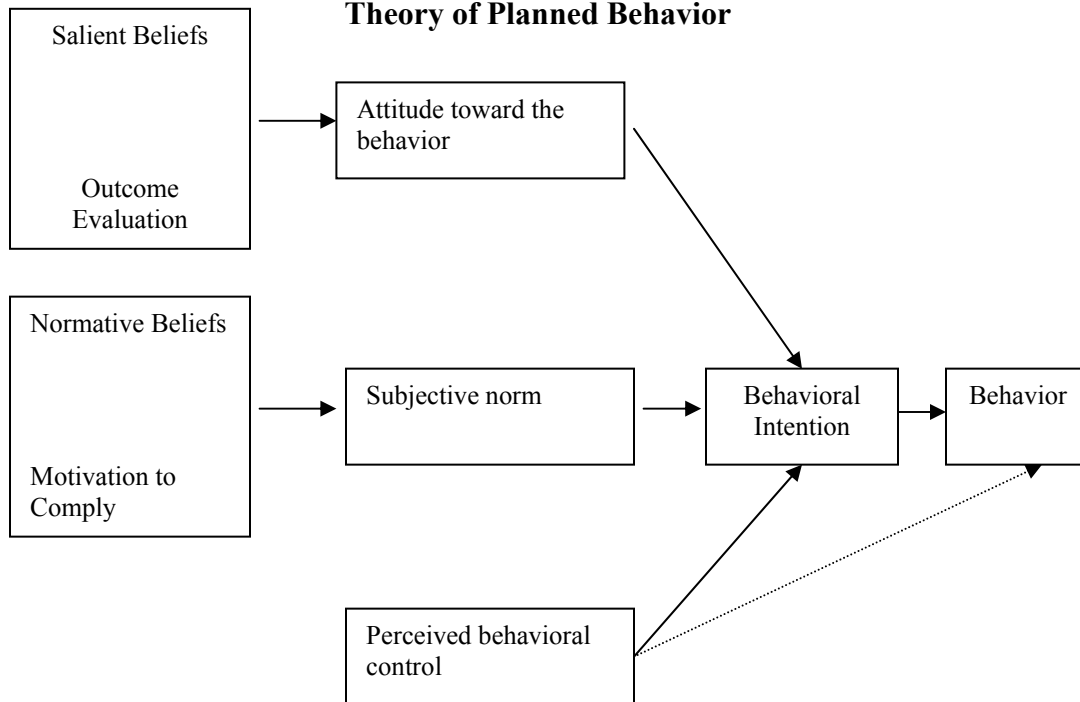 Theory of Planned Behavior
Salient Beliefs
Outcome
Evaluation
Attitude toward the
behavior
Normative Beliefs
Motivation to
Comply
Subjective norm
Behavioral
Intention
Behavior
Perceived behavioral
control